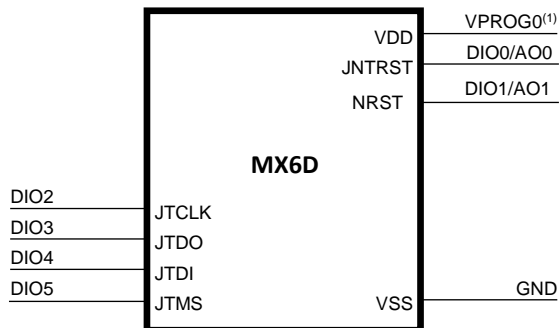 VDD VPROG0⁽¹⁾
JNTRST DIO0/AO0
NRST DIO1/AO1
MX6D
DIO2 JTCLK
DIO3 JTDO
DIO4 JTDI
DIO5 JTMS VSS GND